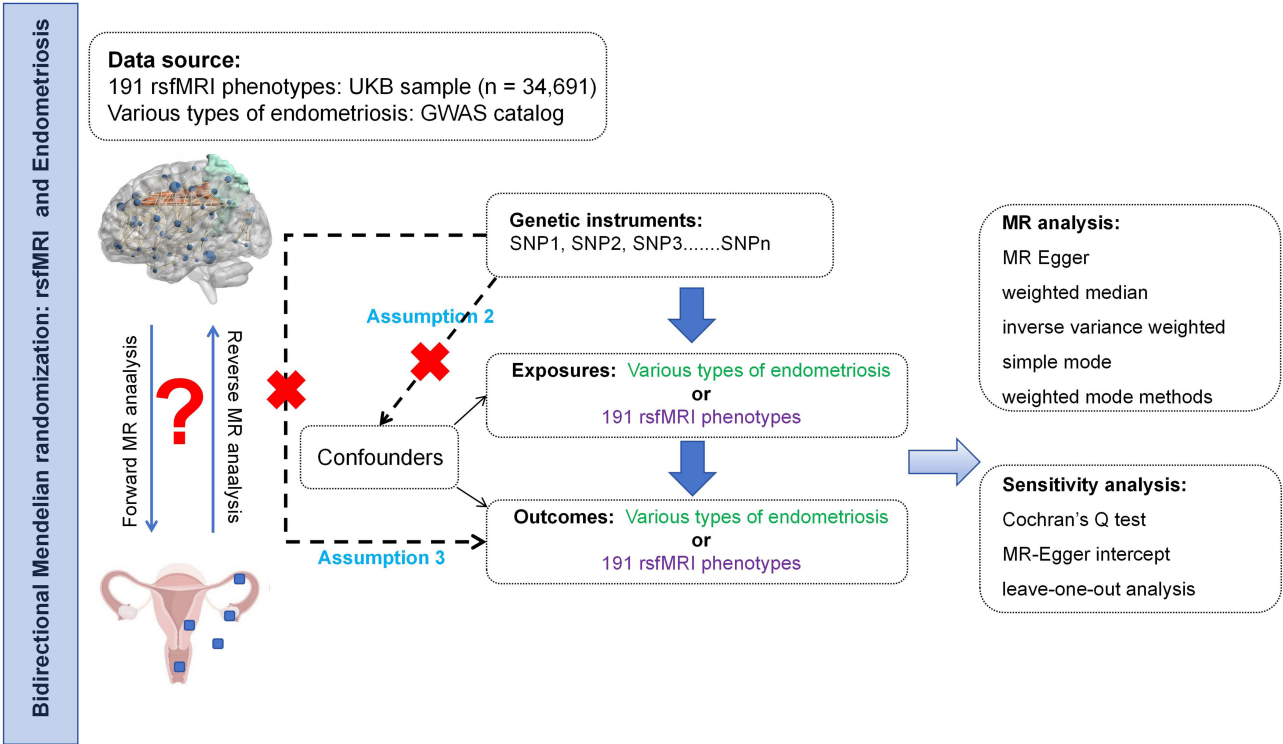 Bidirectional Mendelian randomization: rsfMRI and Endometriosis
Data source:
191 rsfMRI phenotypes: UKB sample (n = 34,691)
Various types of endometriosis: GWAS catalog
Genetic instruments:
SNP1, SNP2, SNP3.......SNPn
Assumption 2
Forward MR anaalysis
?
Reverse MR anaalysis
Exposures: Various types of endometriosis
or
191 rsfMRI phenotypes
Confounders
Outcomes: Various types of endometriosis
or
191 rsfMRI phenotypes
Assumption 3
MR analysis:
MR Egger
weighted median
inverse variance weighted
simple mode
weighted mode methods
Sensitivity analysis:
Cochran’s Q test
MR-Egger intercept
leave-one-out analysis